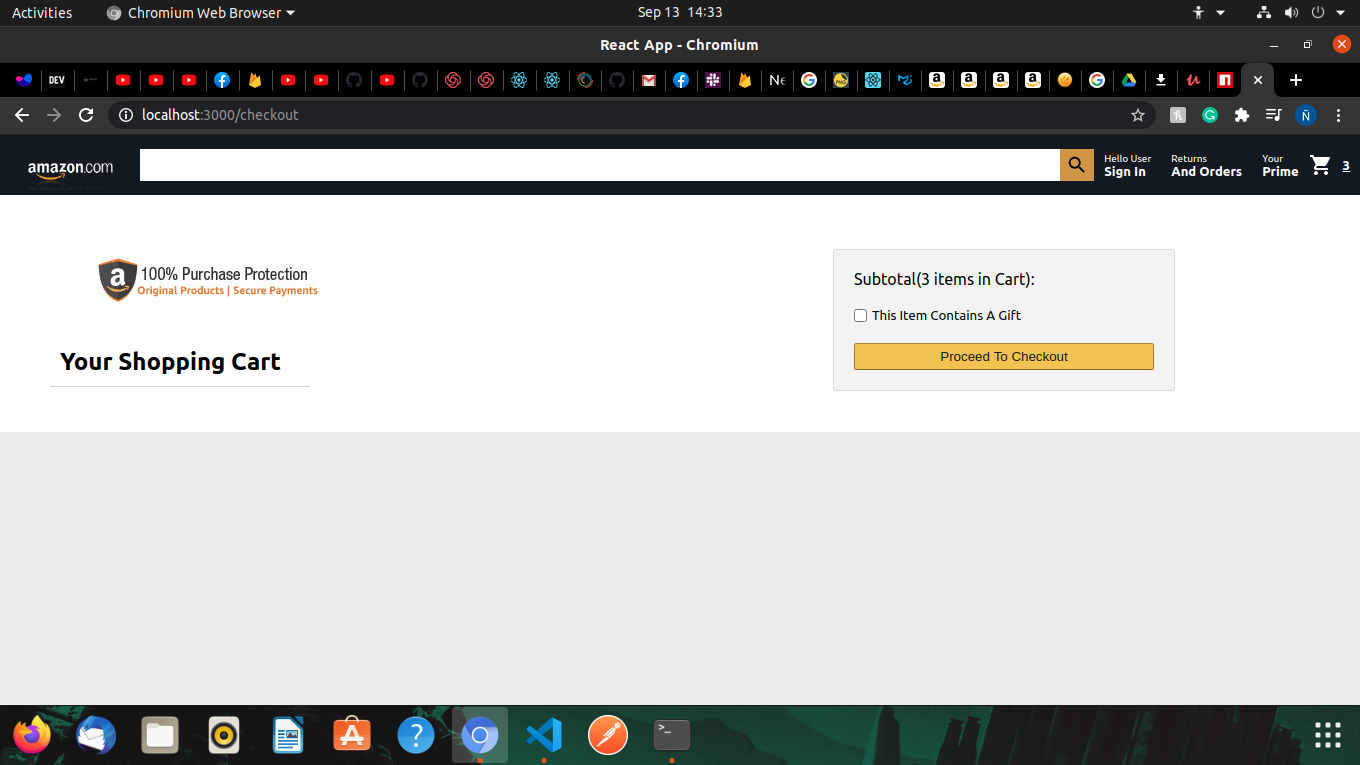 Activities
Chromium Web Browser
Sep 13 14:33
React App - Chromium
DEV
localhost:3000/checkout
Ñ
amazon.com
Hello User
Sign In
Returns
And Orders
Your
Prime
3
a
100% Purchase Protection
Original Products | Secure Payments
Your Shopping Cart
Subtotal(3 items in Cart):
This Item Contains A Gift
Proceed To Checkout